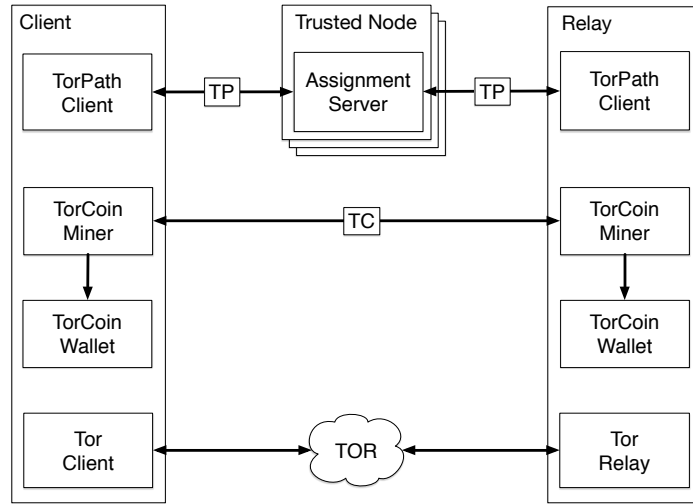 Client
Trusted Node
Relay
TorPath
Client
TP
Assignment
Server
TP
TorPath
Client
TorCoin
Miner
TC
TorCoin
Miner
TorCoin
Wallet
TorCoin
Wallet
Tor
Client
TOR
Tor
Relay